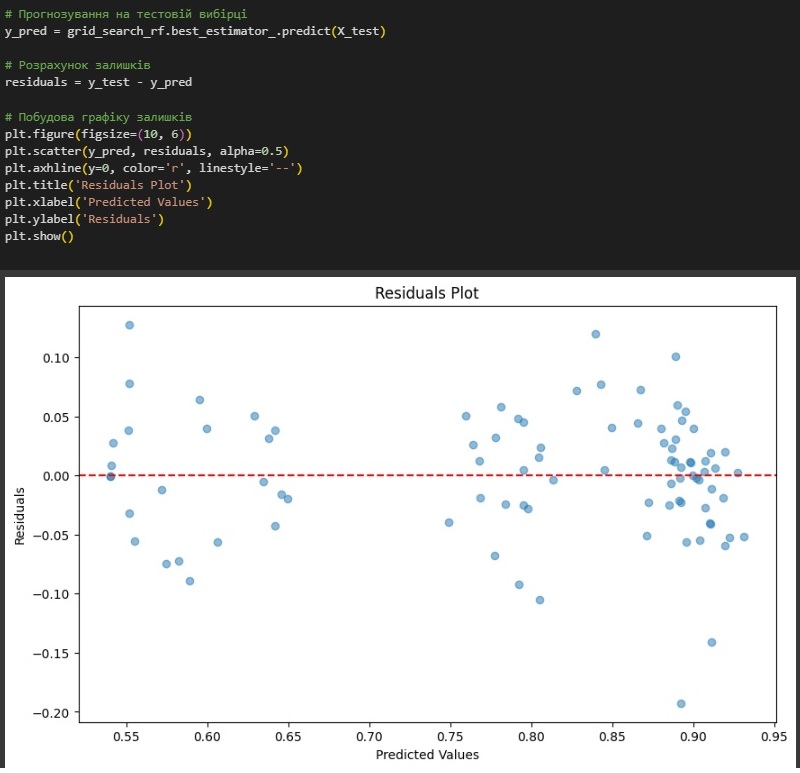 # Прогнозування на тестовій вибірці
y_pred = grid_search_rf.best_estimator_.predict(X_test)
# Розрахунок залишків
residuals = y_test - y_pred
# Побудова графіку залишків
plt.figure(figsize=(10, 6))
plt.scatter(y_pred, residuals, alpha=0.5)
plt.axhline(y=0, color='r', linestyle='--')
plt.title('Residuals Plot')
plt.xlabel('Predicted Values')
plt.ylabel('Residuals')
plt.show()
Residuals Plot
0.10
0.05
0.00
−0.05
−0.10
−0.15
−0.20
Residuals
0.55 0.60 0.65 0.70 0.75 0.80 0.85 0.90 0.95
Predicted Values